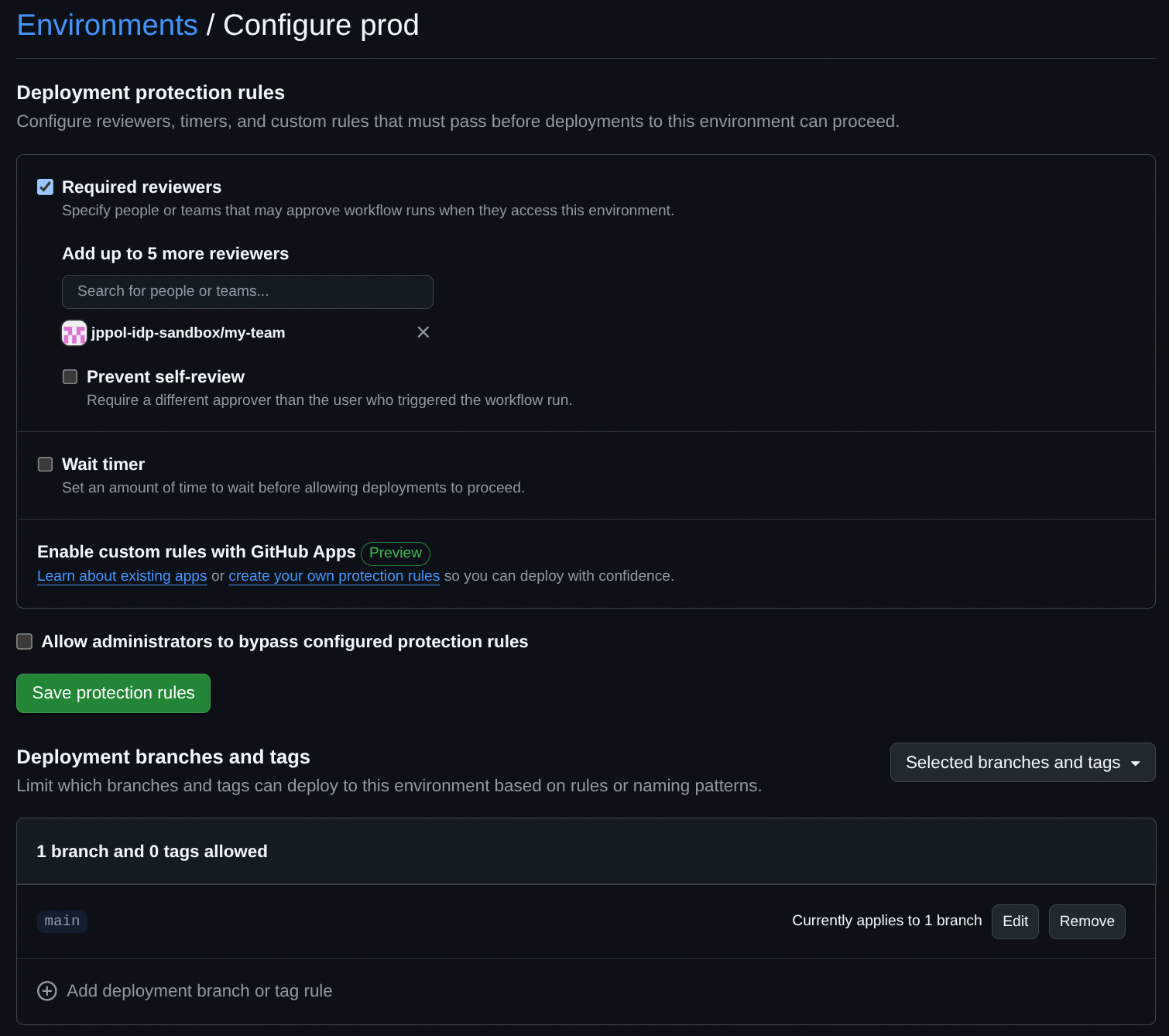 Environments / Configure prod
Deployment protection rules
Configure reviewers, timers, and custom rules that must pass before deployments to this environment can proceed.
Required reviewers
Specify people or teams that may approve workflow runs when they access this environment.
Add up to 5 more reviewers
Search for people or teams...
jppol-idp-sandbox/my-team
Prevent self-review
Require a different approver than the user who triggered the workflow run.
Wait timer
Set an amount of time to wait before allowing deployments to proceed.
Enable custom rules with GitHub Apps Preview
Learn about existing apps or create your own protection rules so you can deploy with confidence.
Allow administrators to bypass configured protection rules
Save protection rules
Deployment branches and tags
Selected branches and tags
Limit which branches and tags can deploy to this environment based on rules or naming patterns.
1 branch and 0 tags allowed
main Currently applies to 1 branch Edit Remove
Add deployment branch or tag rule